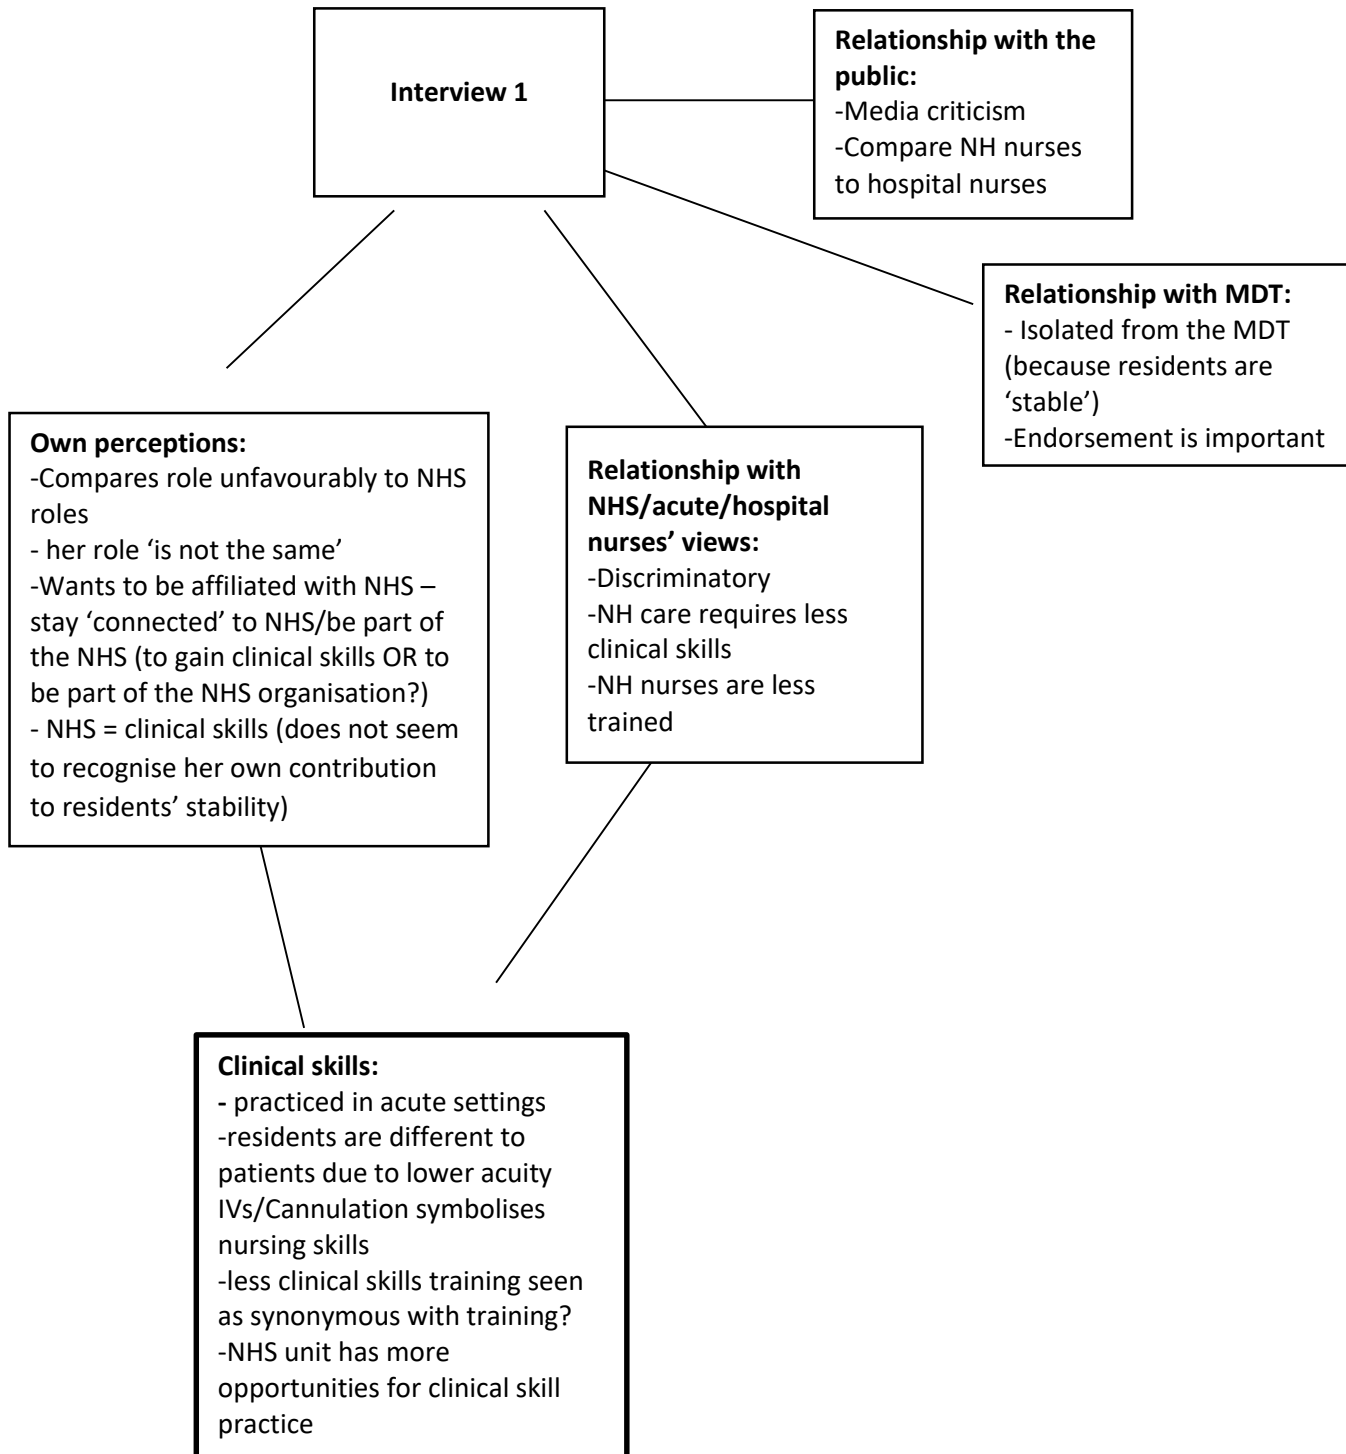 Interview 1
Relationship with the
public:
-Media criticism
-Compare NH nurses
to hospital nurses
Relationship with MDT:
- Isolated from the MDT
(because residents are
‘stable’)
-Endorsement is important
Own perceptions:
-Compares role unfavourably to NHS
roles
- her role ‘is not the same’
-Wants to be affiliated with NHS –
stay ‘connected’ to NHS/be part of
the NHS (to gain clinical skills OR to
be part of the NHS organisation?)
- NHS = clinical skills (does not seem
to recognise her own contribution
to residents’ stability)
Relationship with
NHS/acute/hospital
nurses’ views:
-Discriminatory
-NH care requires less
clinical skills
-NH nurses are less
trained
Clinical skills:
- practiced in acute settings
-residents are different to
patients due to lower acuity
IVs/Cannulation symbolises
nursing skills
-less clinical skills training seen
as synonymous with training?
-NHS unit has more
opportunities for clinical skill
practice